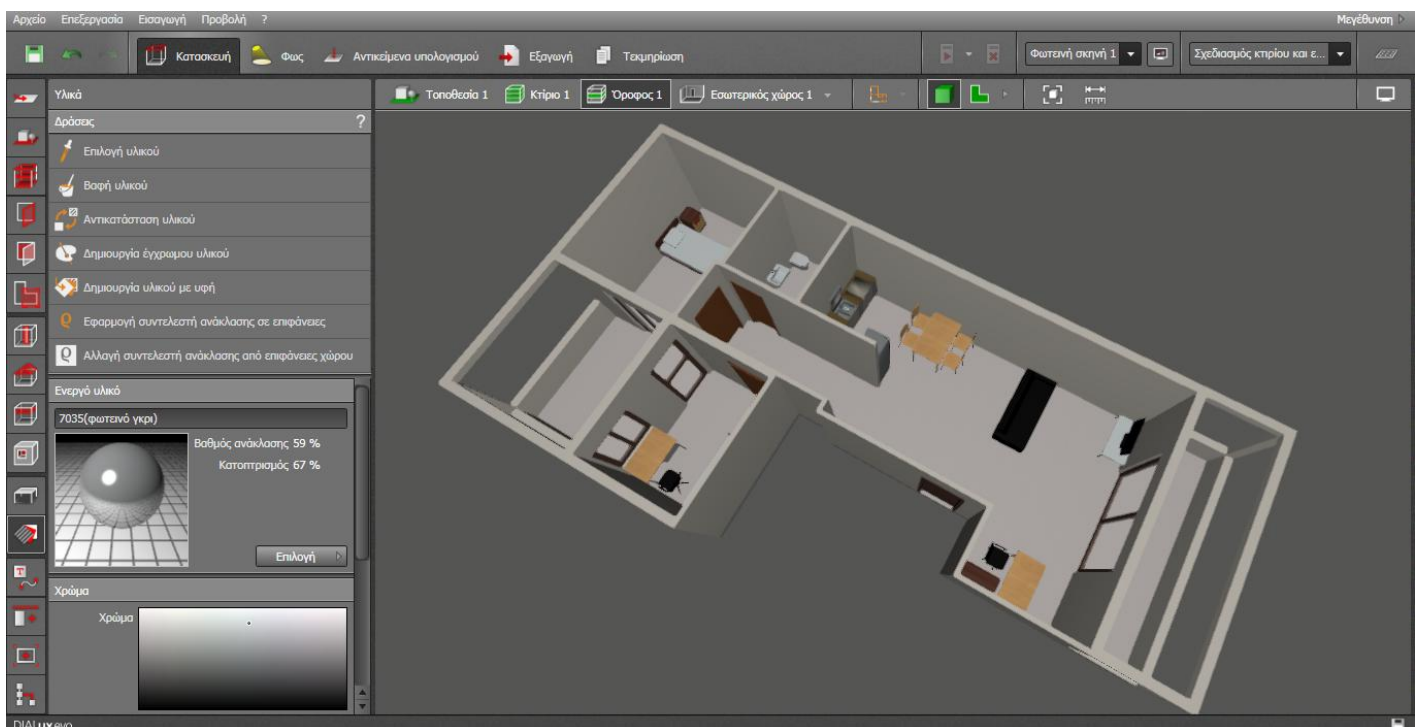 Αρχείο Επεξεργασία Εισαγωγή Προβολή ? Μεγέθυνση
Κατασκευή Φως Αντικείμενα υπολογισμού Εξαγωγή Τεκμηρίωση Φωτεινή σκηνή 1 Σχεδιασμός κτιρίου και ε...
Υλικά Τοποθεσία 1 Κτίριο 1 Όροφος 1 Εσωτερικός χώρος 1
Δράσεις ?
Επιλογή υλικού
Βαφή υλικού
Αντικατάσταση υλικού
Δημιουργία έγχρωμου υλικού
Δημιουργία υλικού με υφή
Εφαρμογή συντελεστή ανάκλασης σε επιφάνειες
Αλλαγή συντελεστή ανάκλασης από επιφάνειες χώρου
Ενεργό υλικό
7035(φωτεινό γκρι)
Βαθμός ανάκλασης 59 %
Κατοπτρισμός 67 %
Επιλογή
Χρώμα
Χρώμα
DIALux evo